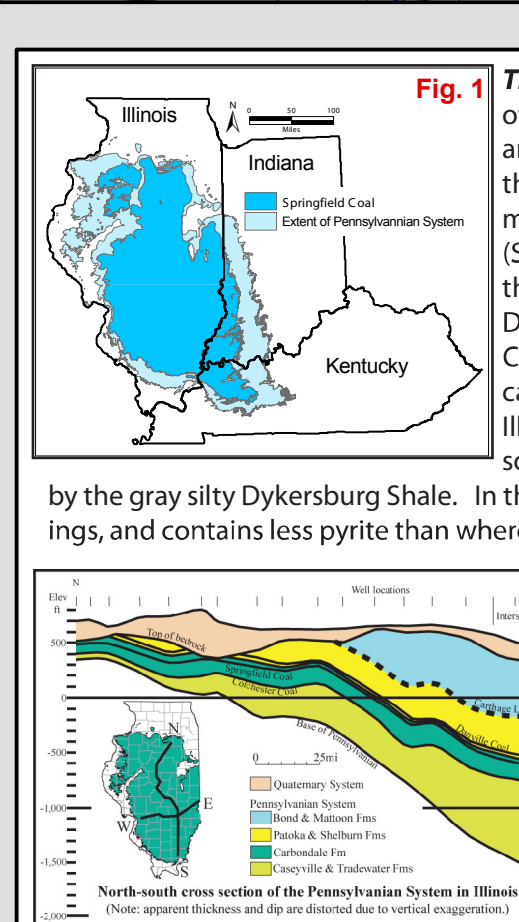 Fig. 1
Illinois
N
0 50 100
Miles
Indiana
Springfield Coal
Extent of Pennsylvannian System
Kentucky
by the gray silty Dykersburg Shale. In th
ings, and contains less pyrite than where
N
Elev
ft
Well locations
Inters
500
0
-500
-1,000
-1,500
-2,000
Top of bedrock
Springfield Coal
Colchester Coal
Base of Pennsylvanian
Carthage L
Danville Coal
N
E
W
S
0 25mi
Quaternary System
Pennsylvanian System
Bond & Mattoon Fms
Patoka & Shelburn Fms
Carbondale Fm
Caseyville & Tradewater Fms
North-south cross section of the Pennsylvanian System in Illinois
(Note: apparent thickness and dip are distorted due to vertical exaggeration.)